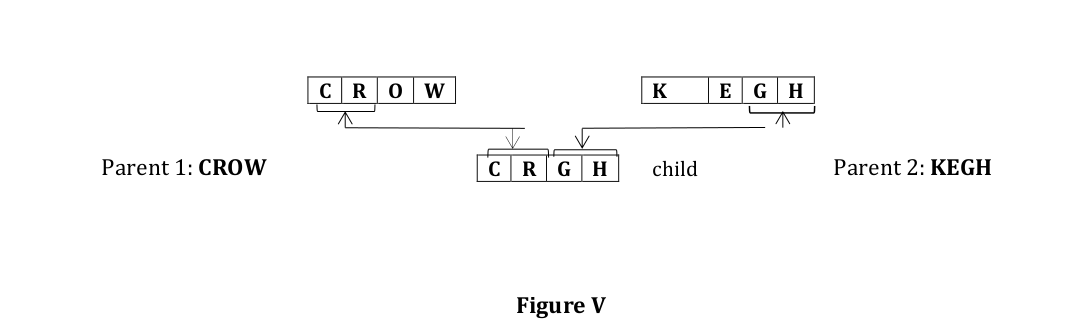 C R O W K E G H
Parent 1: CROW C R G H child Parent 2: KEGH
Figure V